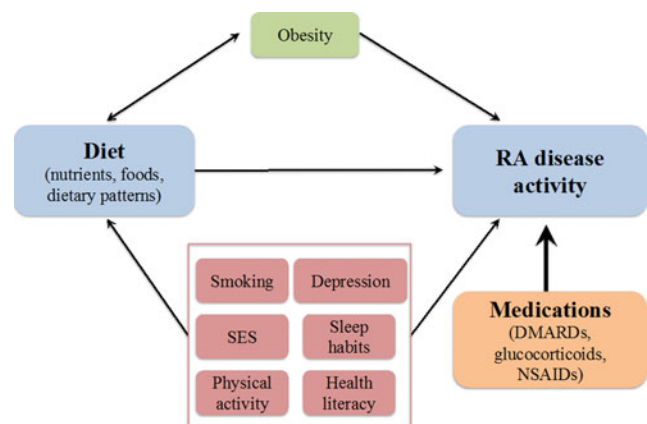 Obesity
Diet
(nutrients, foods,
dietary patterns)
RA disease
activity
Smoking
Depression
SES
Sleep
habits
Physical
activity
Health
literacy
Medications
(DMARDs,
glucocorticoids,
NSAIDs)